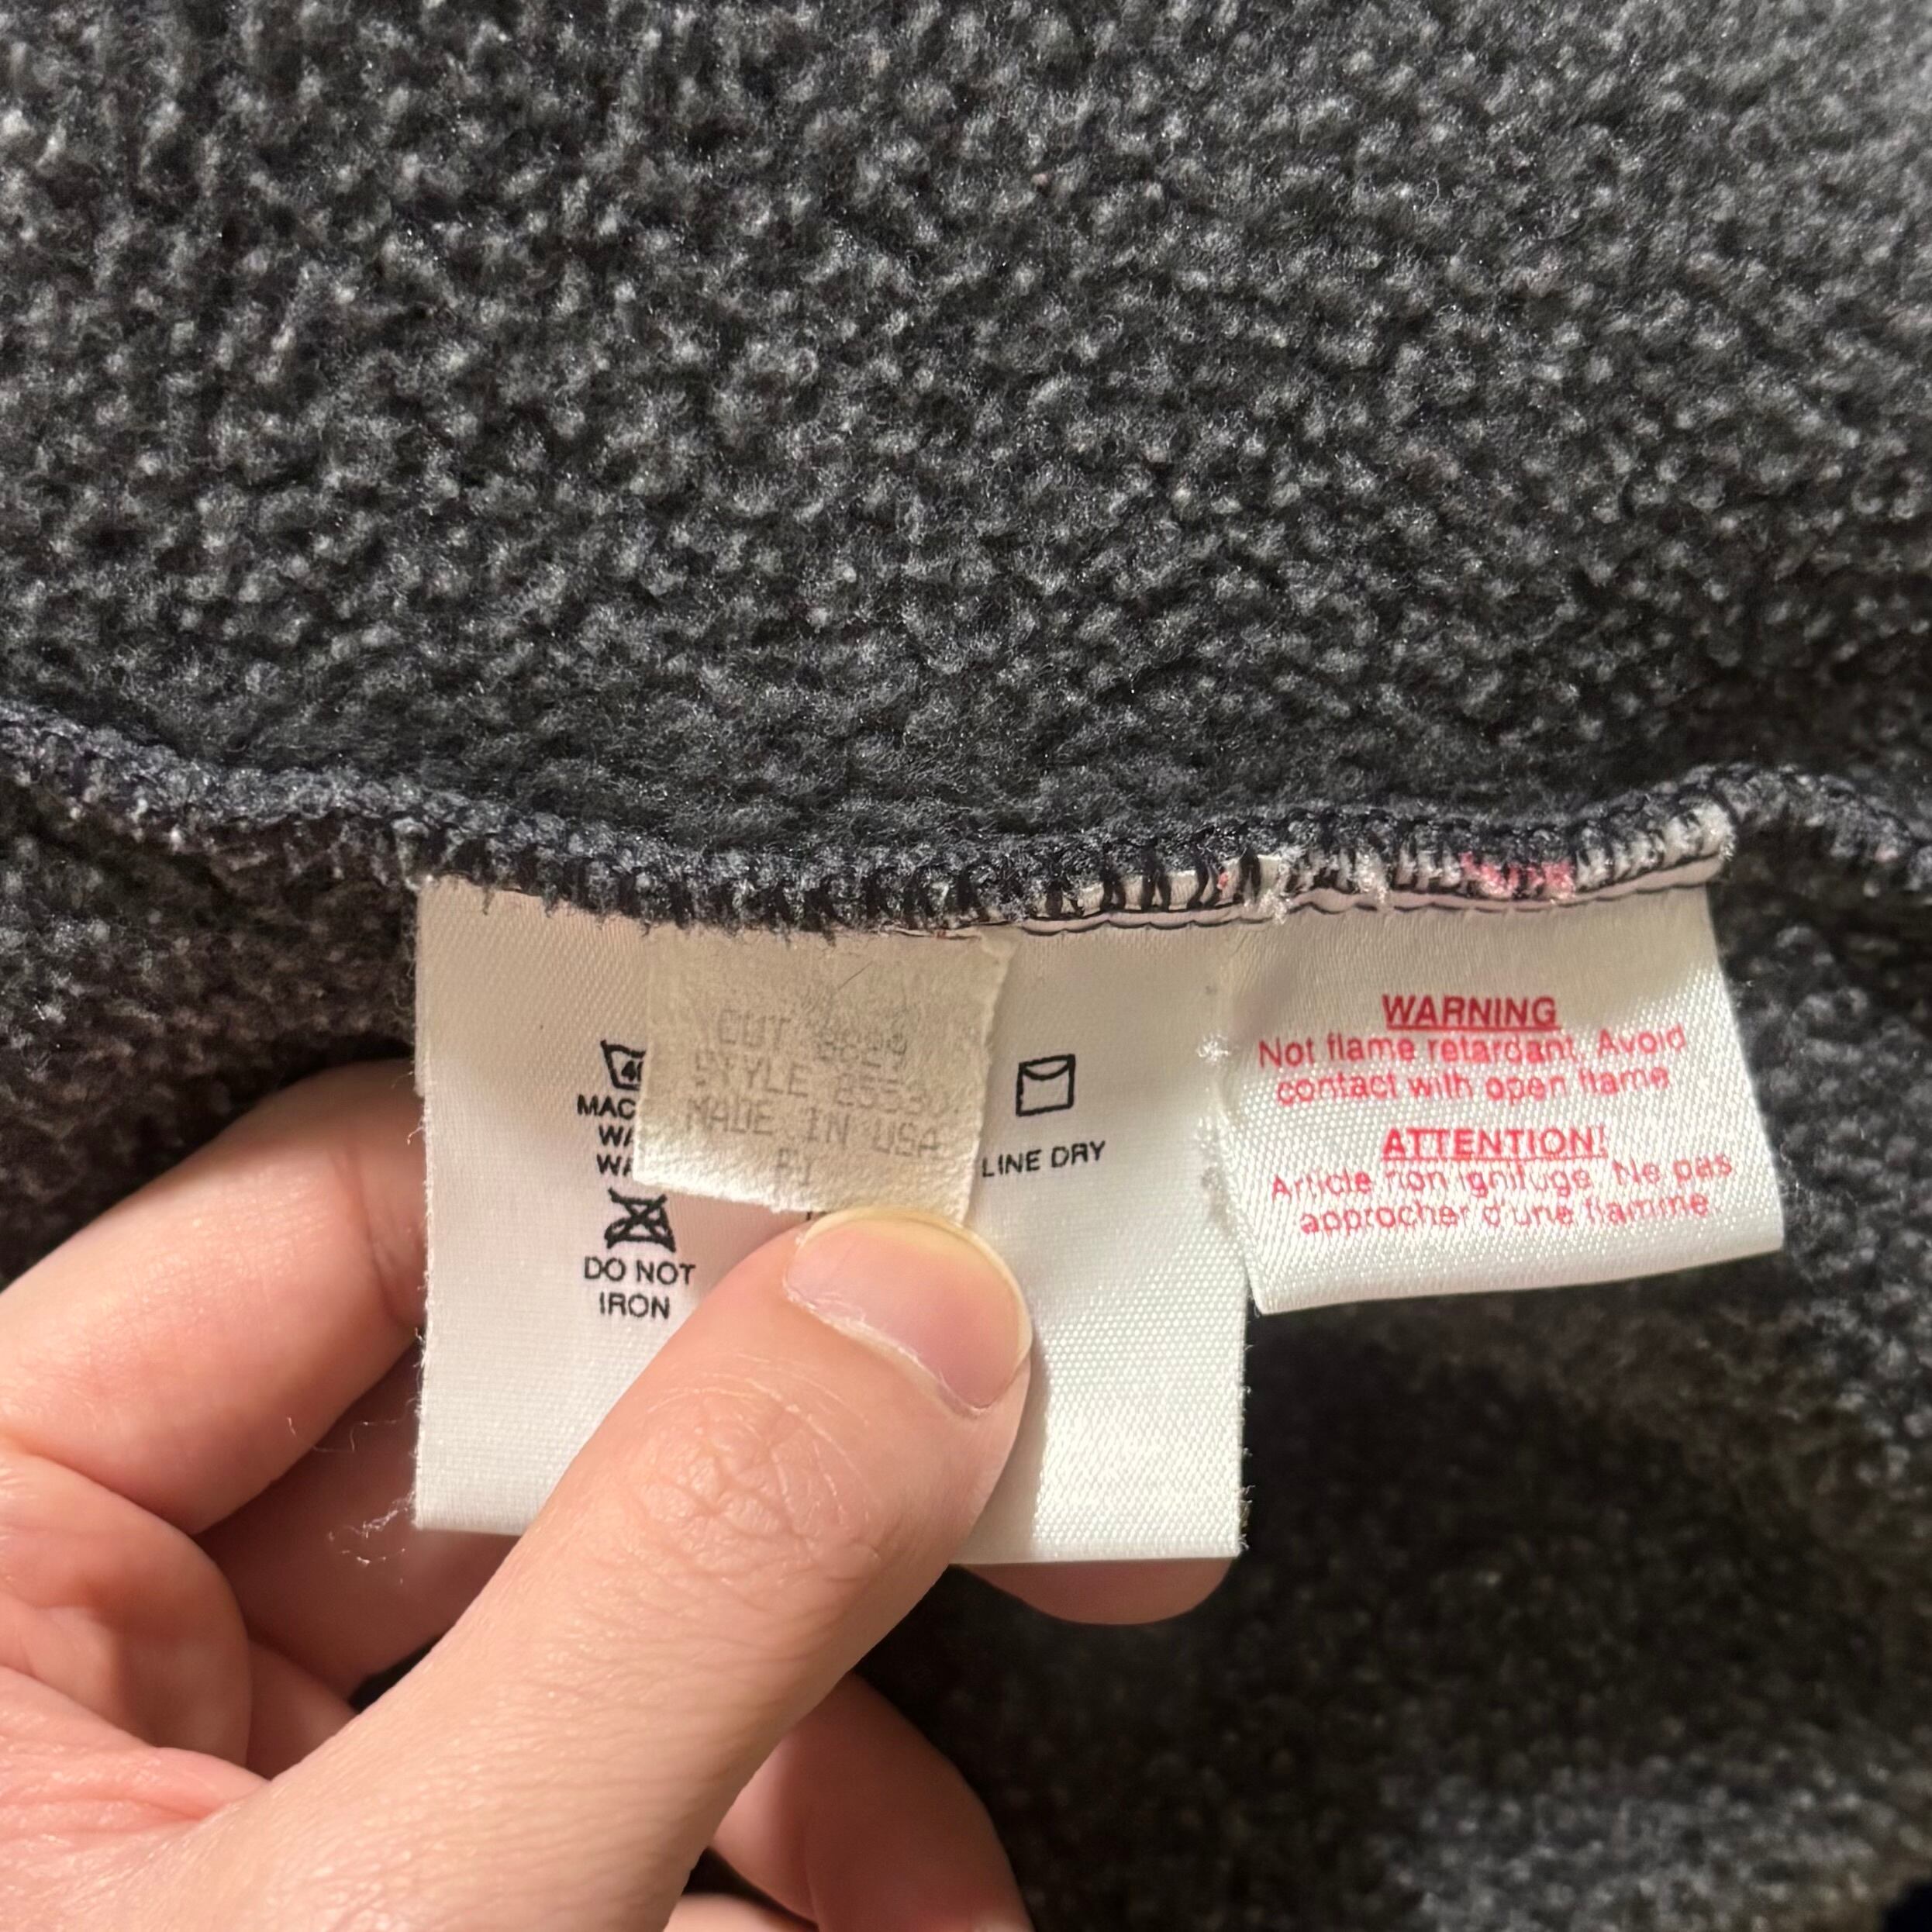 40
MAC
WA
WA
DO NOT
IRON
CUT
STYLE
MADE IN USA
LINE DRY
WARNING
Not flame retardant. Avoid
contact with open flame
ATTENTION!
Article non ignifuge. Ne pas
approcher d'une flamme